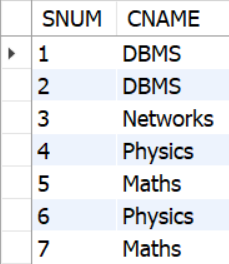 SNUM CNAME
1 DBMS
2 DBMS
3 Networks
4 Physics
5 Maths
6 Physics
7 Maths